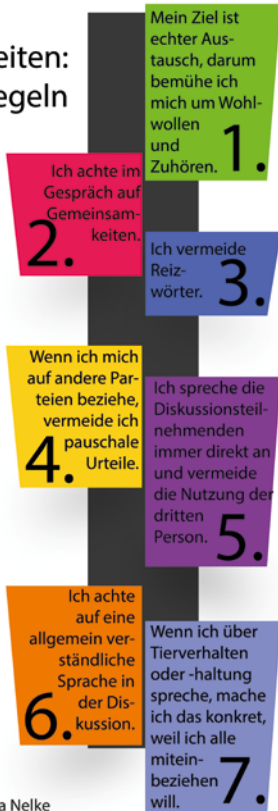 eiten:
egeln
Mein Ziel ist
echter Aus-
tausch, darum
bemühe ich
mich um Wohl-
wollen
und
Zuhören.
1.
Ich achte im
Gespräch auf
Gemeinsam-
keiten.
2.
Ich vermeide
Reiz-
wörter.
3.
Wenn ich mich
auf andere Par-
teien beziehe,
vermeide ich
pauschale
Urteile.
4.
Ich spreche die
Diskussionsteil-
nehmenden
immer direkt an
und vermeide
die Nutzung der
dritten
Person.
5.
Ich achte
auf eine
allgemein ver-
ständliche
Sprache in
der Dis-
kussion.
6.
Wenn ich über
Tierverhalten
oder -haltung
spreche, mache
ich das konkret,
weil ich alle
mitein-
beziehen
will.
7.
a Nelke